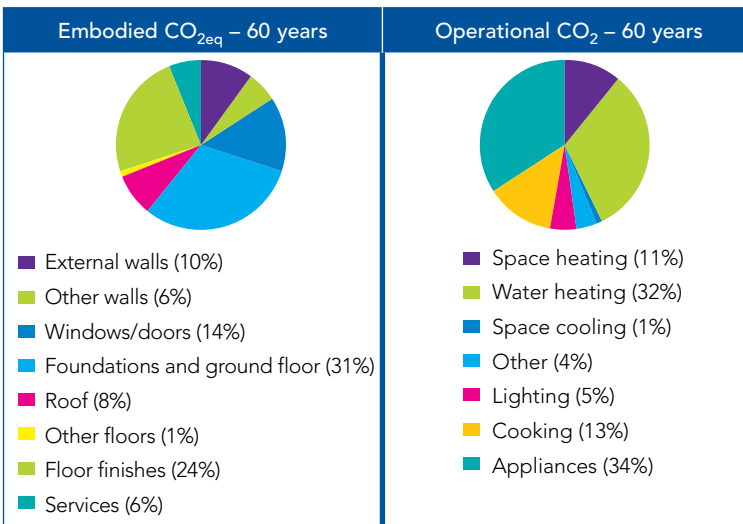 Embodied CO2eq – 60 years
External walls (10%)
Other walls (6%)
Windows/doors (14%)
Foundations and ground floor (31%)
Roof (8%)
Other floors (1%)
Floor finishes (24%)
Services (6%)
Operational CO2 – 60 years
Space heating (11%)
Water heating (32%)
Space cooling (1%)
Other (4%)
Lighting (5%)
Cooking (13%)
Appliances (34%)